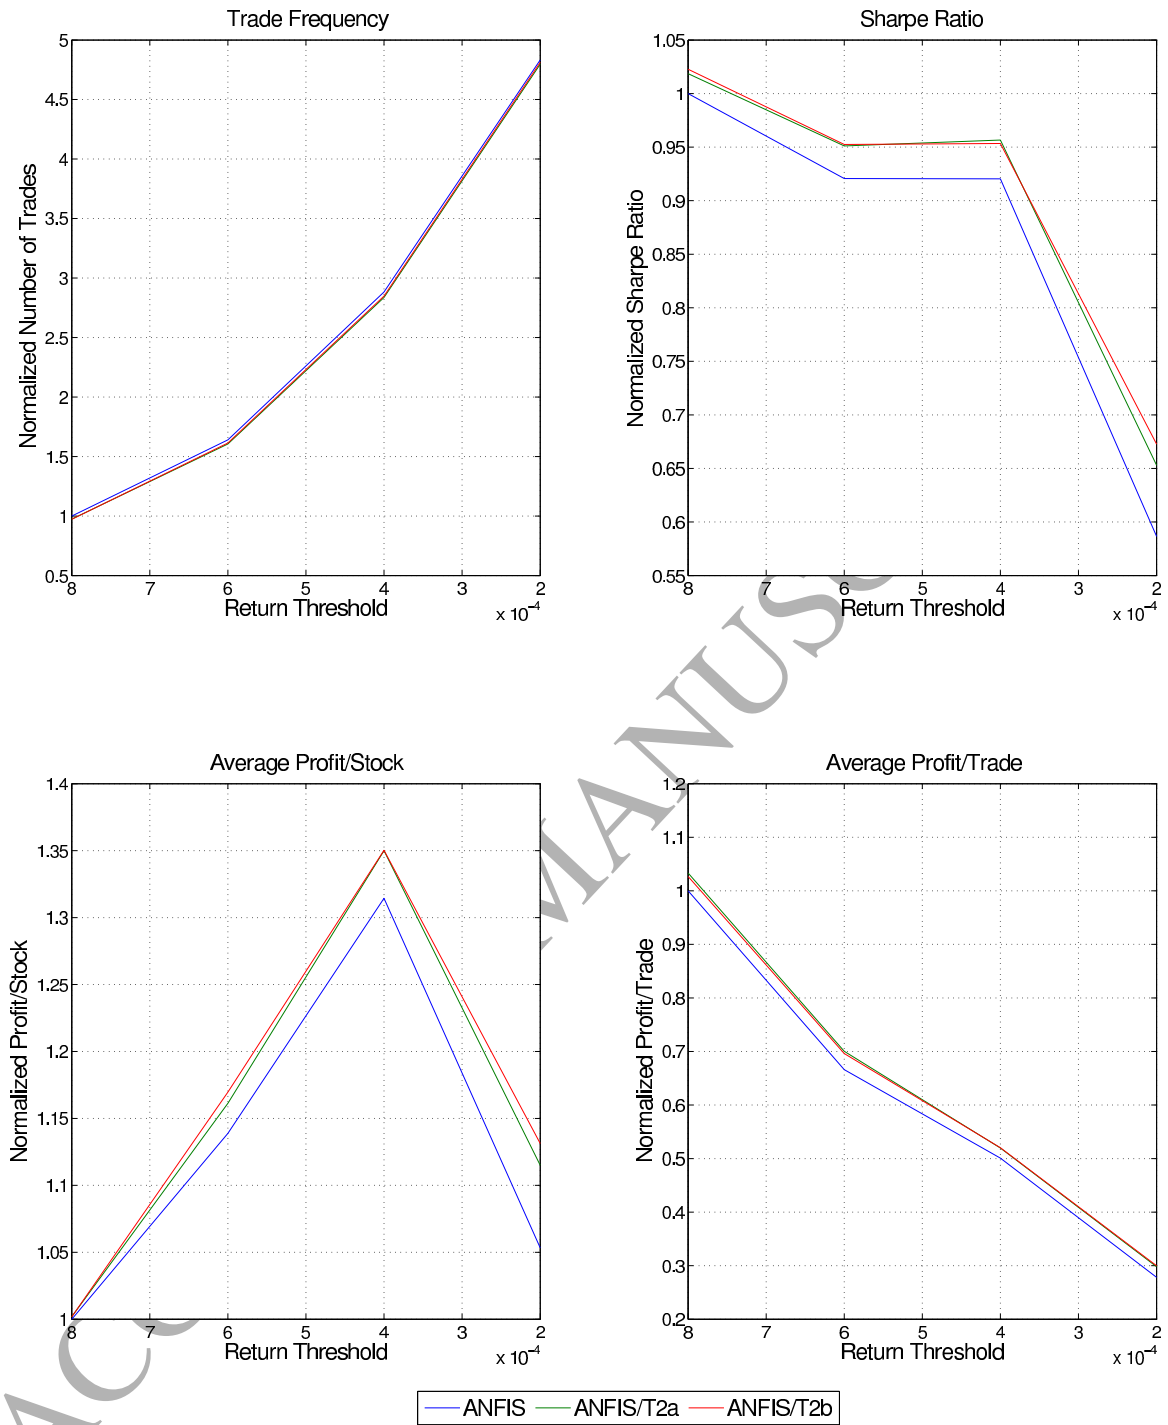 Trade Frequency
Normalized Number of Trades
5
4.5
4
3.5
3
2.5
2
1.5
1
0.5
8 7 6 5 4 3 2
Return Threshold
x 10-4
Sharpe Ratio
Normalized Sharpe Ratio
1.05
1
0.95
0.9
0.85
0.8
0.75
0.7
0.65
0.6
0.55
8 7 6 5 4 3 2
Return Threshold
x 10-4
Average Profit/Stock
Normalized Profit/Stock
1.4
1.35
1.3
1.25
1.2
1.15
1.1
1.05
1
8 7 6 5 4 3 2
Return Threshold
x 10-4
Average Profit/Trade
Normalized Profit/Trade
1.2
1.1
1
0.9
0.8
0.7
0.6
0.5
0.4
0.3
0.2
8 7 6 5 4 3 2
Return Threshold
x 10-4
ANFIS ANFIS/T2a ANFIS/T2b